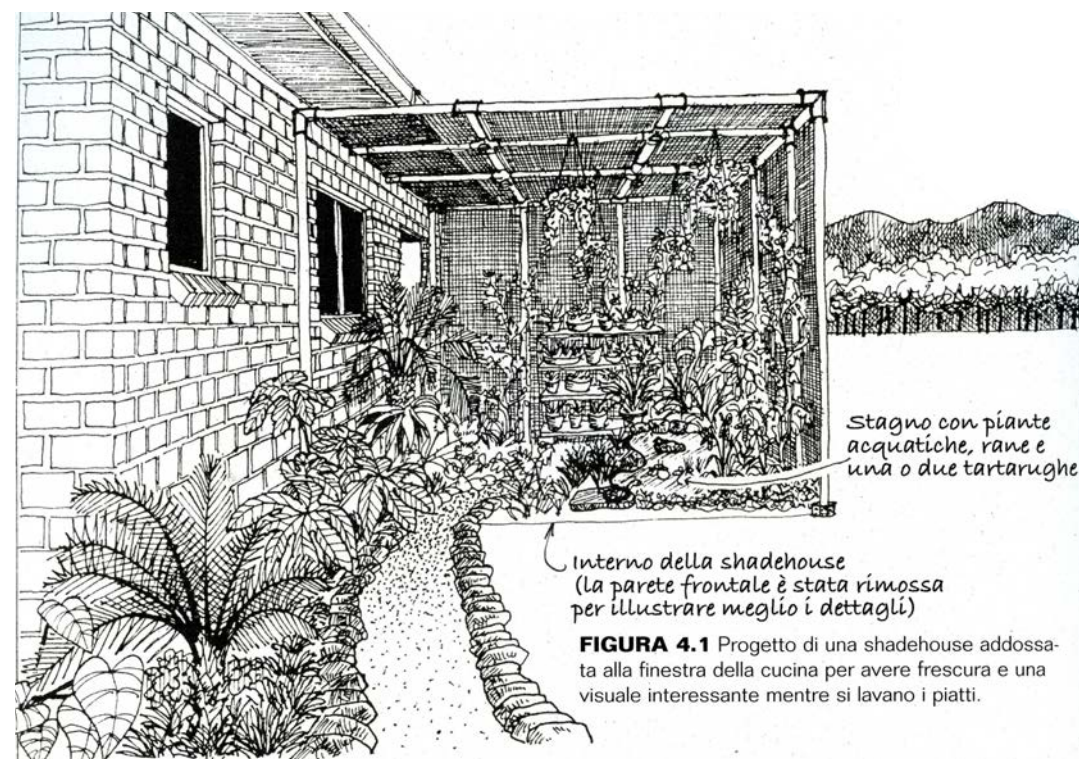 Stagno con piante
acquatiche, rane e
una o due tartarughe
Interno della shadehouse
(la parete frontale è stata rimossa
per illustrare meglio i dettagli)
FIGURA 4.1 Progetto di una shadehouse addossa-
ta alla finestra della cucina per avere frescura e una
visuale interessante mentre si lavano i piatti.